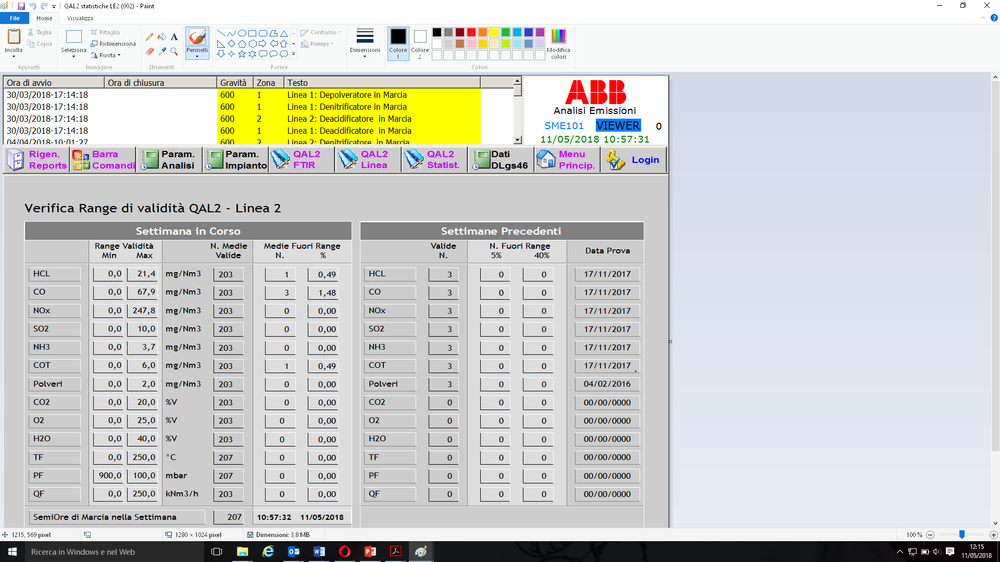 QAL2 statistiche LE2 (002) - Paint
File Home Visualizza
Incolla
Taglia
Copia
Appunti
Seleziona
Ritaglia
Ridimensiona
Ruota
Immagine
Strumenti
Pennelli
Contorno
Riempi
Forme
Dimensioni
Colore 1
Colore 2
Modifica colori
Colori
Ora di avvio Ora di chiusura Gravità Zona Testo
30/03/2018-17:14:18 600 1 Linea 1: Depolveratore in Marcia
30/03/2018-17:14:18 600 1 Linea 1: Denitrificatore in Marcia
30/03/2018-17:14:18 600 2 Linea 2: Deacidificatore in Marcia
30/03/2018-17:14:18 600 1 Linea 1: Deacidificatore in Marcia
04/04/2018-10:01:27 600 2 Linea 2: Denitrificatore in Marcia
ABB
Analisi Emissioni
SME101 VIEWER 0
11/05/2018 10:57:31
Rigen. Reports
Barra Comandi
Param. Analisi
Param. Impianto
QAL2 FTIR
QAL2 Linea
QAL2 Statist.
Dati DLgs46
Menu Princip.
Login
Verifica Range di validità QAL2 - Linea 2
Settimana in Corso
Range Validità N. Medie Medie Fuori Range
Min Max Valide N. %
HCL 0,0 21,4 mg/Nm3 203 1 0,49
CO 0,0 67,9 mg/Nm3 203 3 1,48
NOx 0,0 247,8 mg/Nm3 203 0 0,00
SO2 0,0 10,0 mg/Nm3 203 0 0,00
NH3 0,0 3,7 mg/Nm3 203 0 0,00
COT 0,0 6,0 mg/Nm3 203 1 0,49
Polveri 0,0 2,0 mg/Nm3 203 0 0,00
CO2 0,0 20,0 %V 203 0 0,00
O2 0,0 25,0 %V 203 0 0,00
H2O 0,0 40,0 %V 203 0 0,00
TF 0,0 250,0 °C 207 0 0,00
PF 900,0 100,0 mbar 207 0 0,00
QF 0,0 250,0 kNm3/h 203 0 0,00
SemiOre di Marcia nella Settimana 207 10:57:32 11/05/2018
Settimane Precedenti
Valide N. Fuori Range Data Prova
N. 5% 40%
HCL 3 0 0 17/11/2017
CO 3 0 0 17/11/2017
NOx 3 0 0 17/11/2017
SO2 3 0 0 17/11/2017
NH3 3 0 0 17/11/2017
COT 3 0 0 17/11/2017
Polveri 3 0 0 04/02/2016
CO2 0 0 0 00/00/0000
O2 0 0 0 00/00/0000
H2O 0 0 0 00/00/0000
TF 0 0 0 00/00/0000
PF 0 0 0 00/00/0000
QF 0 0 0 00/00/0000
1215, 569 pixel 1280 × 1024 pixel Dimensioni: 3,8 MB 100%
Ricerca in Windows e nel Web
12:15
11/05/2018